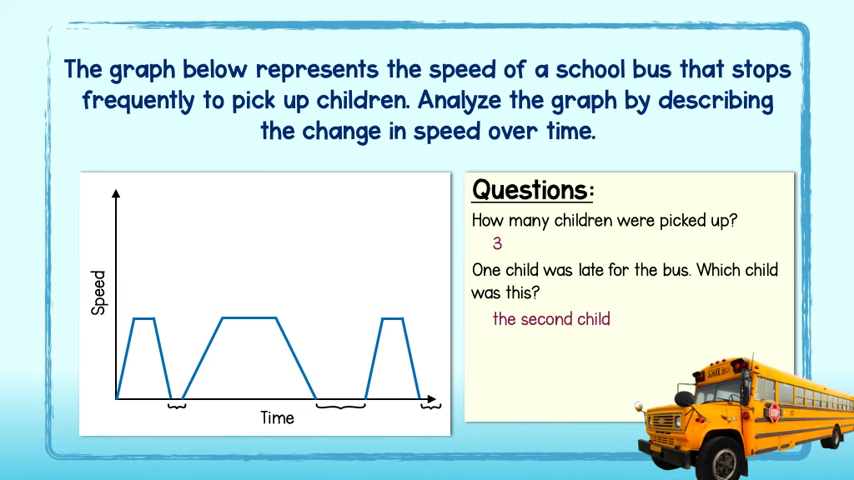 The graph below represents the speed of a school bus that stops
frequently to pick up children. Analyze the graph by describing
the change in speed over time.
Speed
Time
Questions:
How many children were picked up?
3
One child was late for the bus. Which child
was this?
the second child